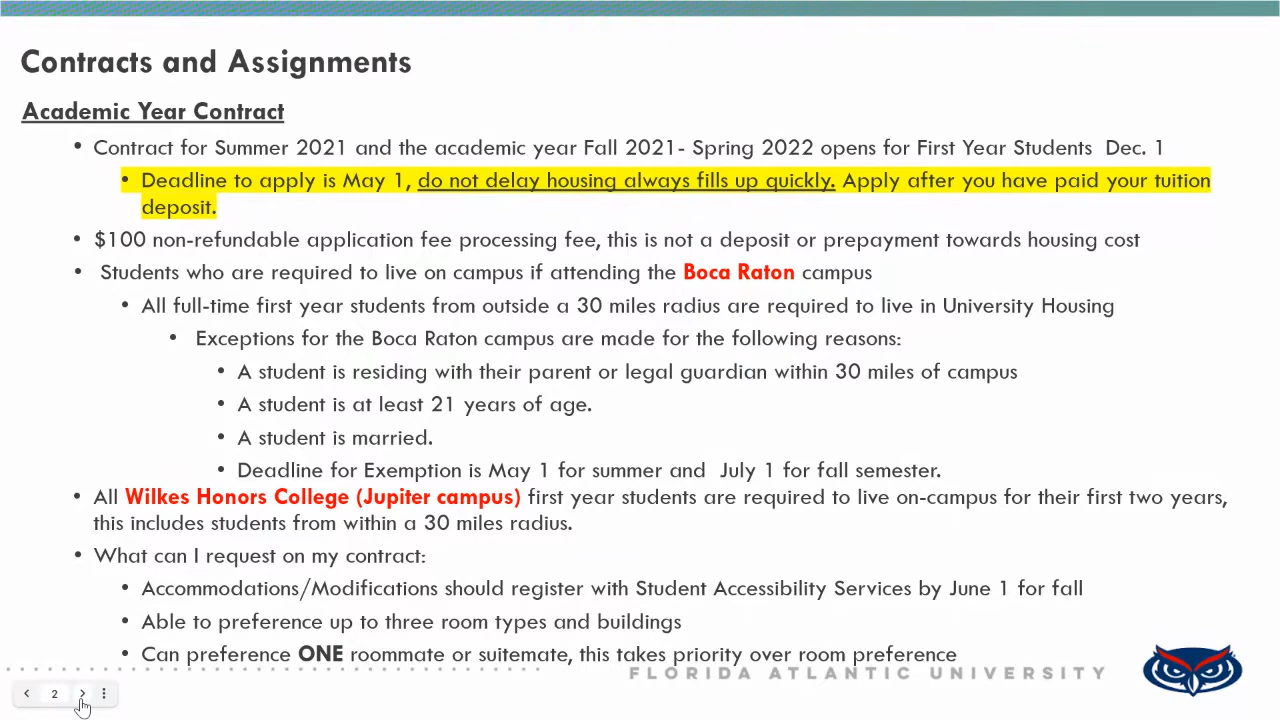 Contracts and Assignments
Academic Year Contract
• Contract for Summer 2021 and the academic year Fall 2021- Spring 2022 opens for First Year Students Dec. 1
• Deadline to apply is May 1, do not delay housing always fills up quickly. Apply after you have paid your tuition
deposit.
• $100 non-refundable application fee processing fee, this is not a deposit or prepayment towards housing cost
• Students who are required to live on campus if attending the Boca Raton campus
• All full-time first year students from outside a 30 miles radius are required to live in University Housing
• Exceptions for the Boca Raton campus are made for the following reasons:
• A student is residing with their parent or legal guardian within 30 miles of campus
• A student is at least 21 years of age.
• A student is married.
• Deadline for Exemption is May 1 for summer and July 1 for fall semester.
• All Wilkes Honors College (Jupiter campus) first year students are required to live on-campus for their first two years,
this includes students from within a 30 miles radius.
• What can I request on my contract:
• Accommodations/Modifications should register with Student Accessibility Services by June 1 for fall
• Able to preference up to three room types and buildings
• Can preference ONE roommate or suitemate, this takes priority over room preference
FLORIDA ATLANTIC UNIVERSITY
2